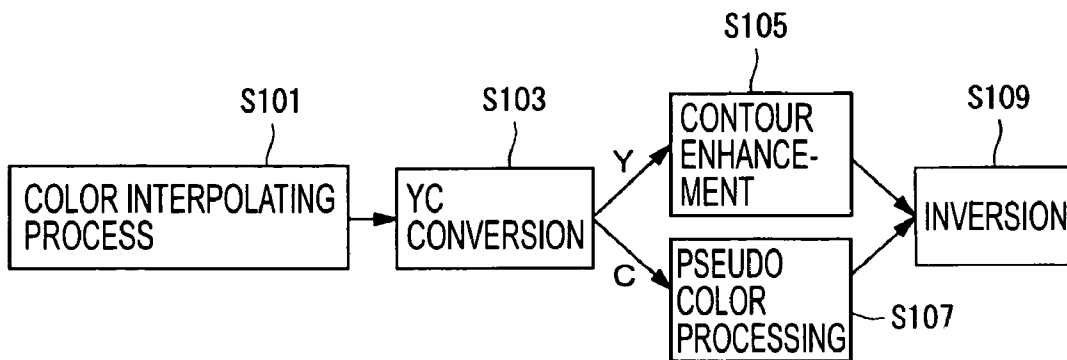 S105
S101
S103
S109
COLOR INTERPOLATING
PROCESS
YC
CONVERSION
Y
C
CONTOUR
ENHANCE-
MENT
PSEUDO
COLOR
PROCESSING
S107
INVERSION